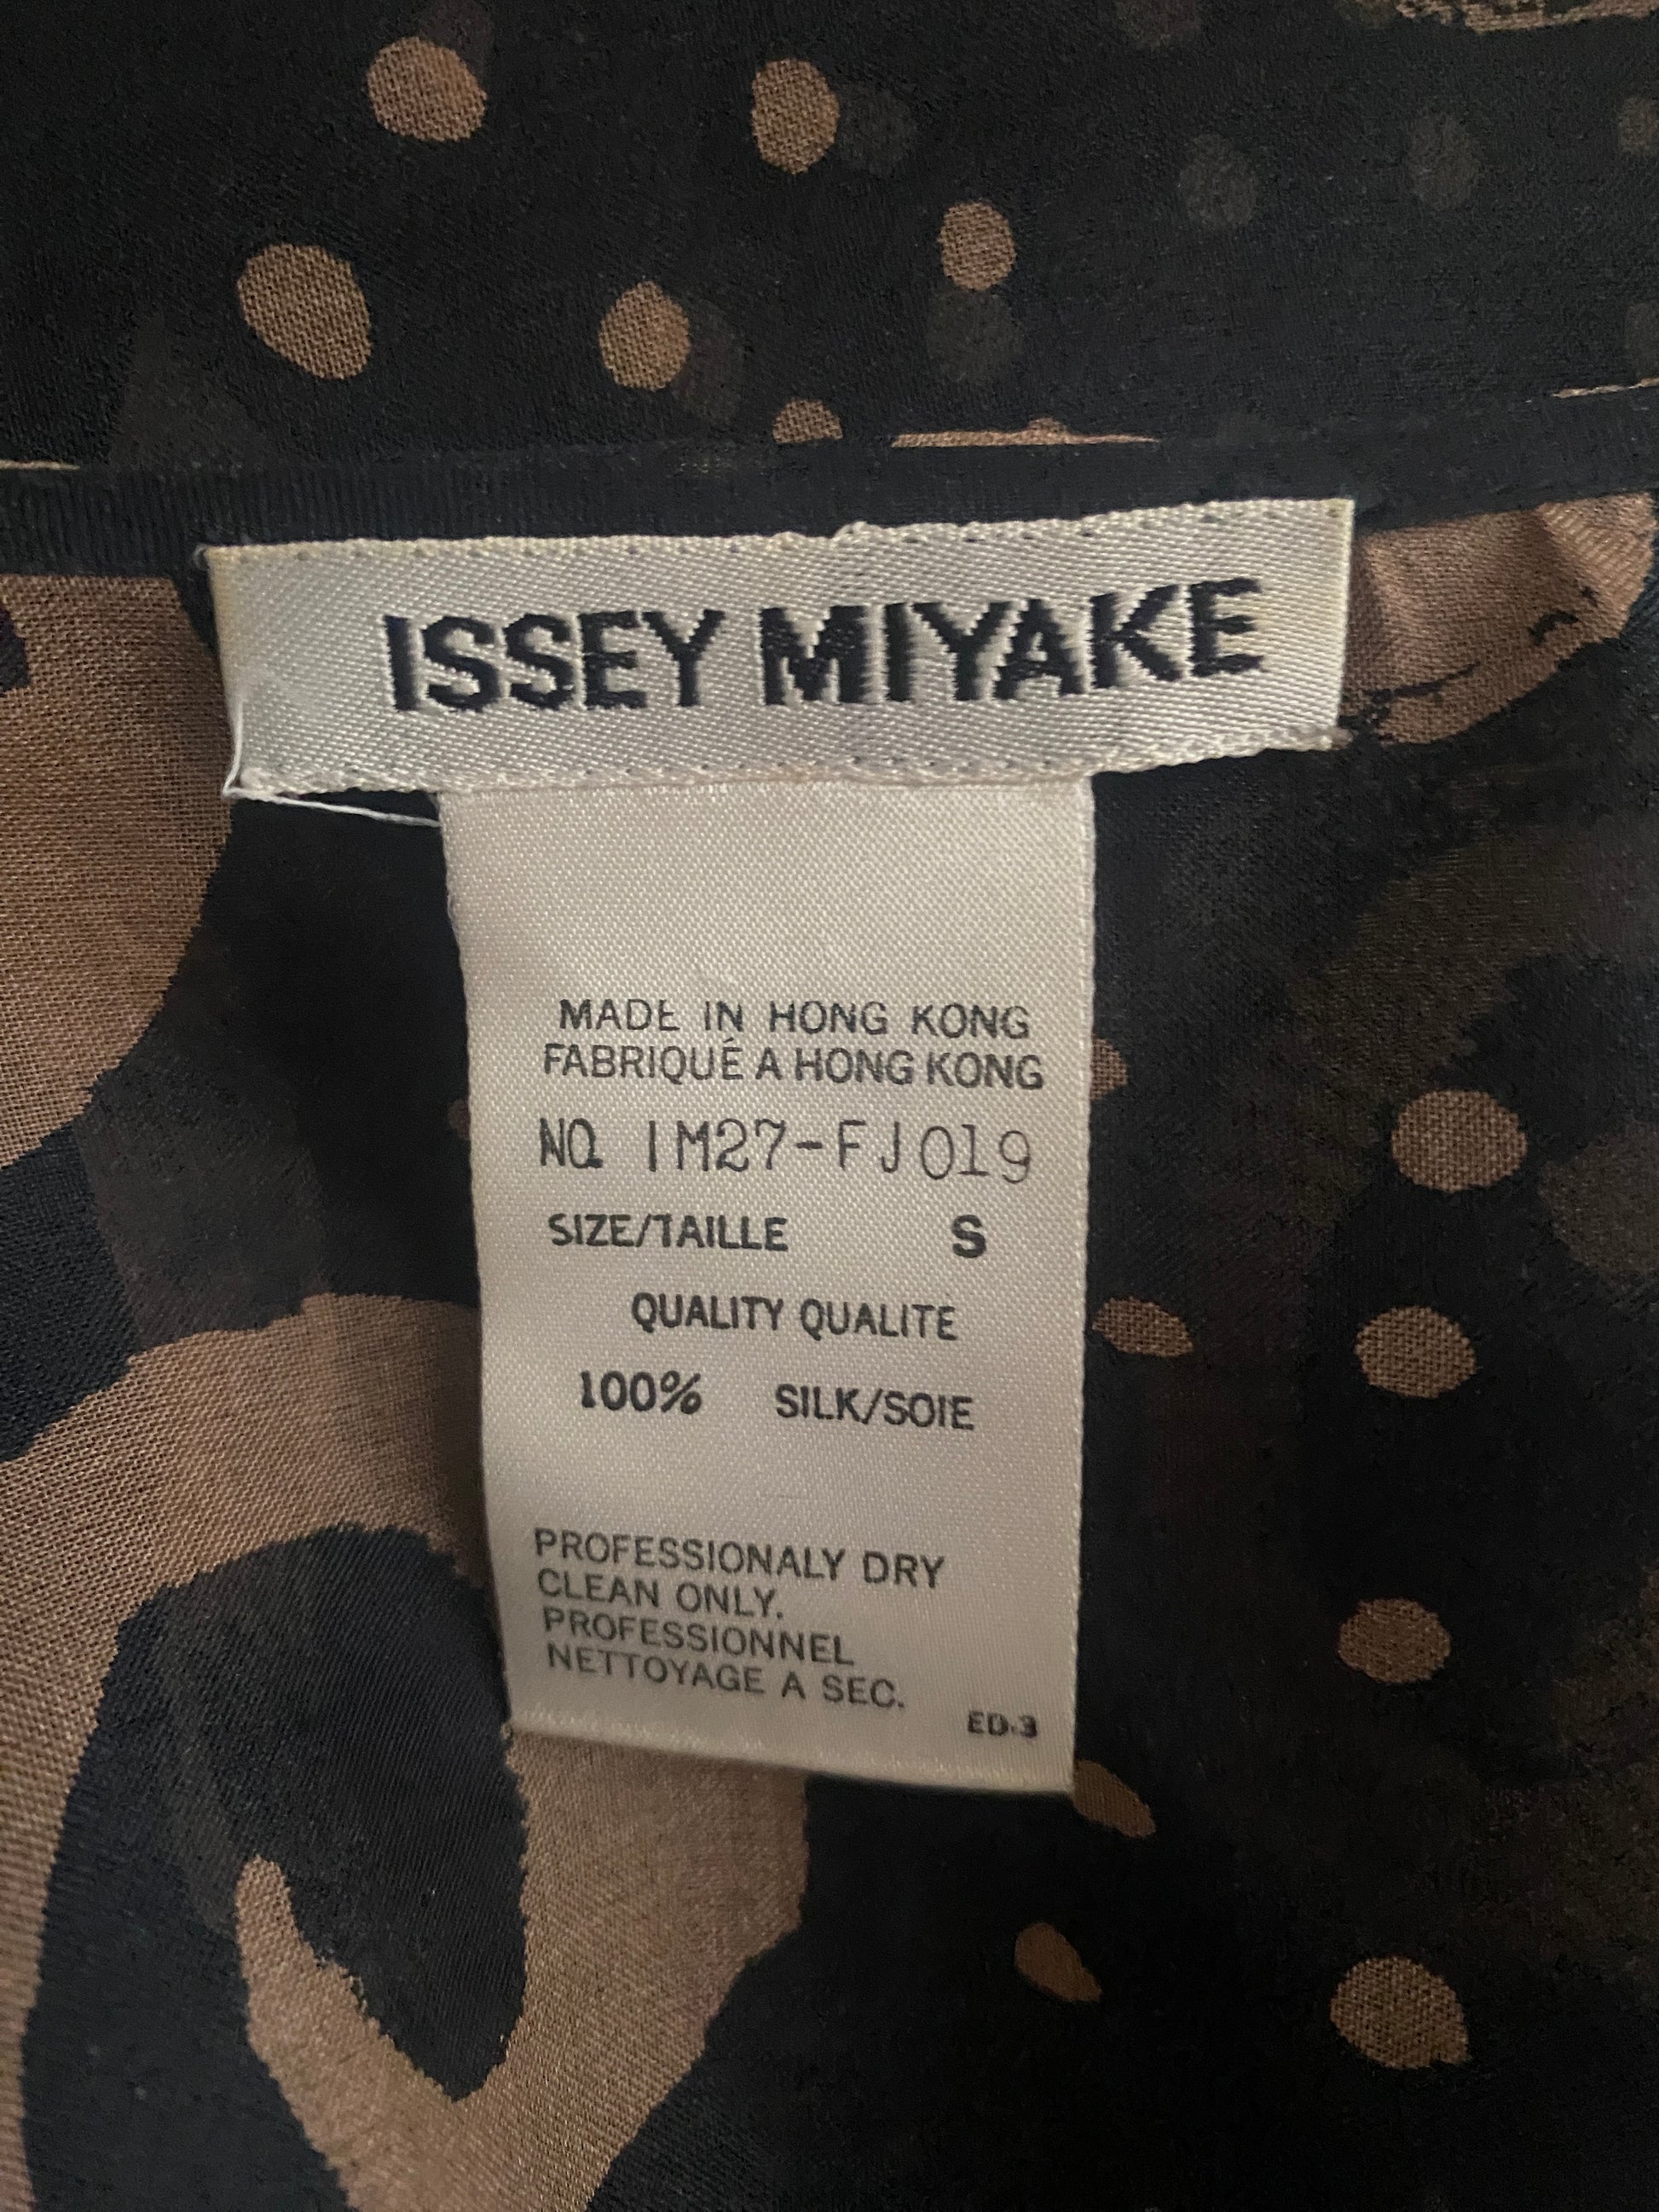 ISSEY MIYAKE
MADE IN HONG KONG
FABRIQUÉ A HONG KONG
NO. IM27-FJ019
SIZE/TAILLE S
QUALITY QUALITE
100% SILK/SOIE
PROFESSIONALY DRY
CLEAN ONLY.
PROFESSIONNEL
NETTOYAGE A SEC.
ED-3